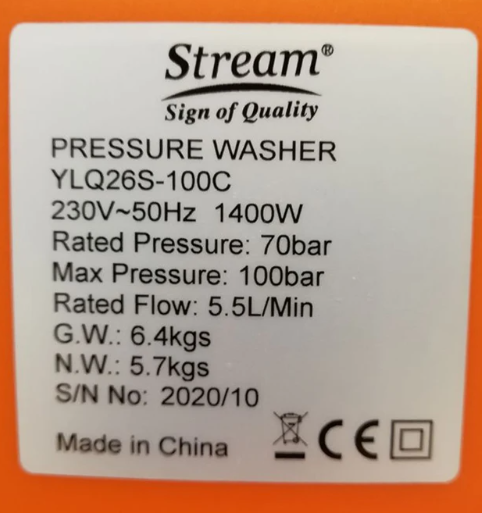 Stream®
Sign of Quality
PRESSURE WASHER
YLQ26S-100C
230V~50Hz 1400W
Rated Pressure: 70bar
Max Pressure: 100bar
Rated Flow: 5.5L/Min
G.W.: 6.4kgs
N.W.: 5.7kgs
S/N No: 2020/10
Made in China CE